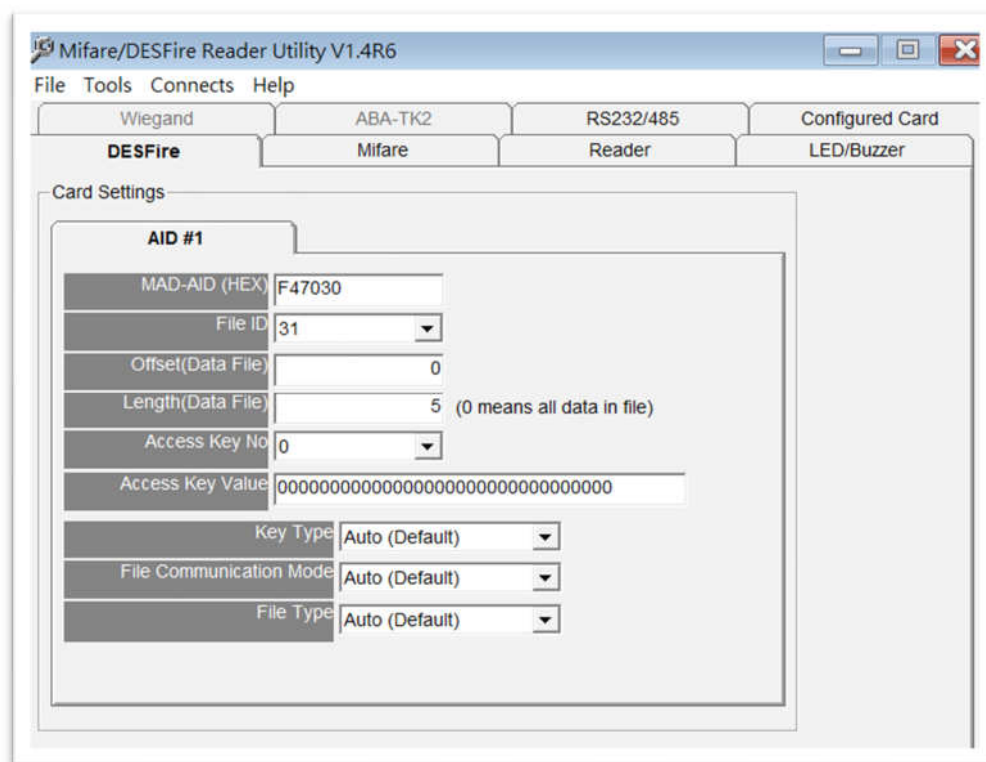 Mifare/DESFire Reader Utility V1.4R6
File Tools Connects Help
Wiegand ABA-TK2 RS232/485 Configured Card
DESFire Mifare Reader LED/Buzzer
Card Settings
AID #1
MAD-AID (HEX) F47030
File ID 31
Offset(Data File) 0
Length(Data File) 5 (0 means all data in file)
Access Key No 0
Access Key Value 00000000000000000000000000000000
Key Type Auto (Default)
File Communication Mode Auto (Default)
File Type Auto (Default)